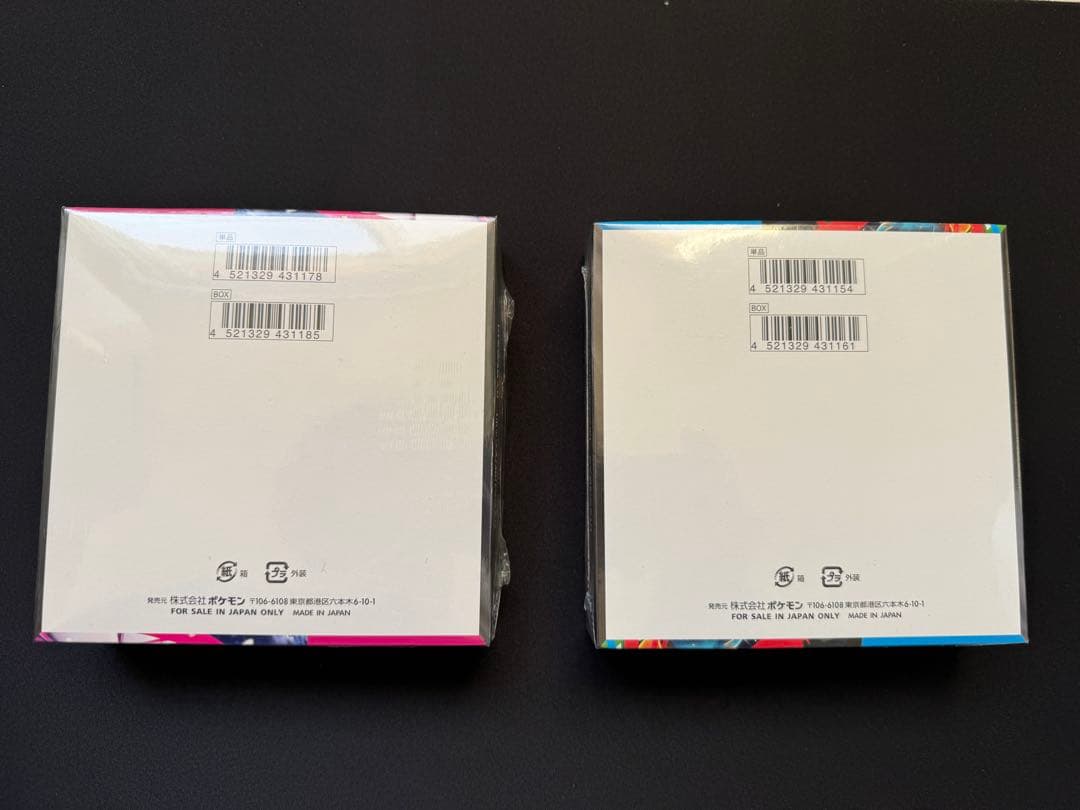 単品
4 521329 431178
BOX
4 521329 431185
紙 箱 プラ 外装
発売元 株式会社 ポケモン 〒106-6108 東京都港区六本木6-10-1
FOR SALE IN JAPAN ONLY MADE IN JAPAN
単品
4 521329 431154
BOX
4 521329 431161
紙 箱 プラ 外装
発売元 株式会社 ポケモン 〒106-6108 東京都港区六本木6-10-1
FOR SALE IN JAPAN ONLY MADE IN JAPAN